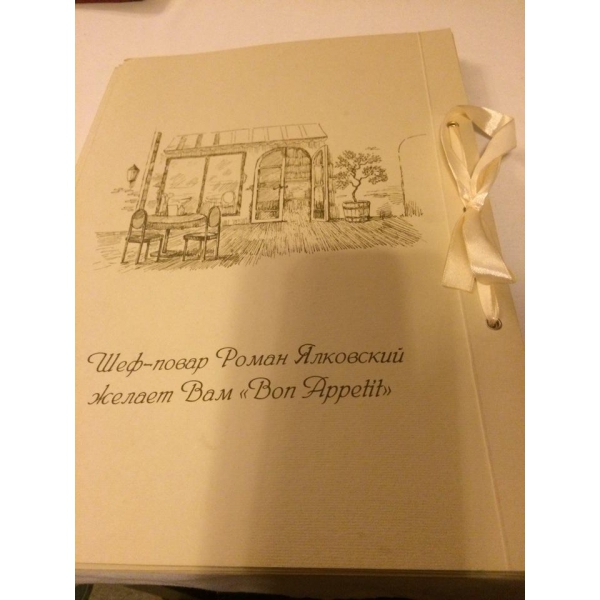 Шеф-повар Роман Ялковский
желает Вам «Bon Appetit»